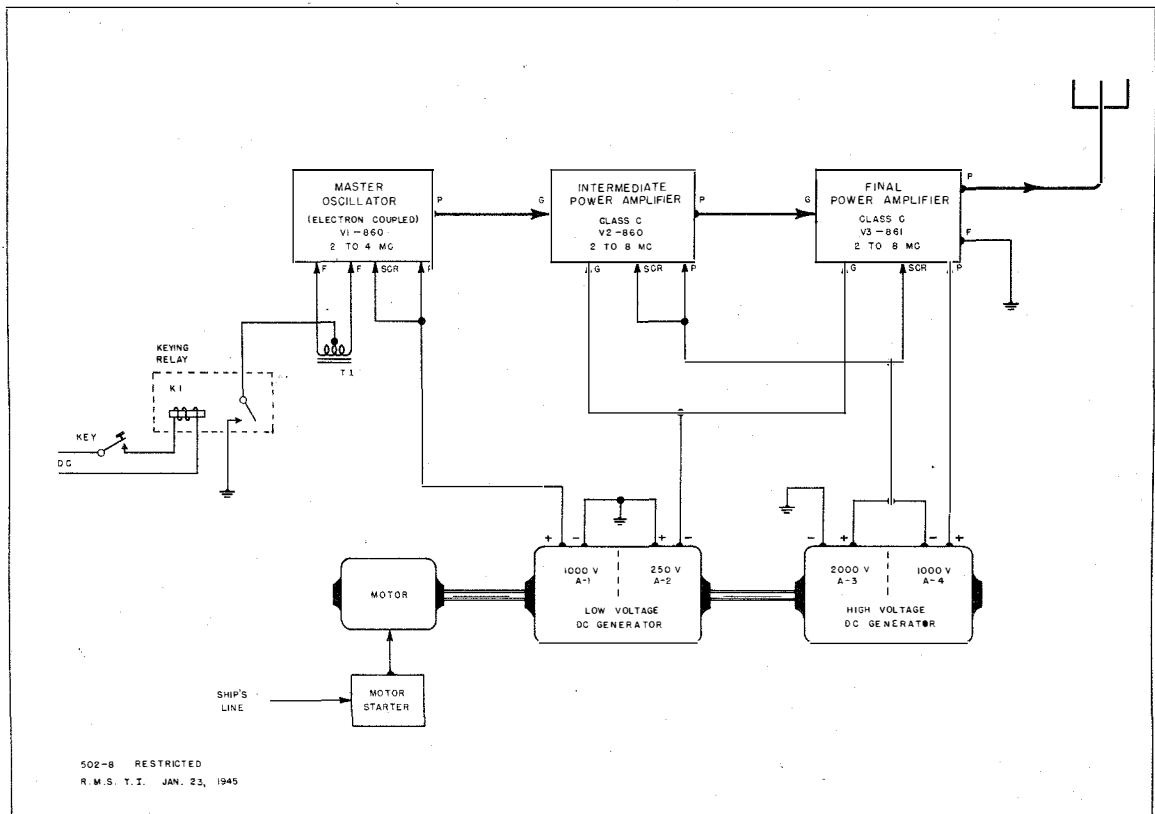 MASTER
OSCILLATOR
(ELECTRON COUPLED)
V1-860
2 TO 4 MC
P
G
INTERMEDIATE
POWER AMPLIFIER
CLASS C
V2-860
2 TO 8 MC
P
G
FINAL
POWER AMPLIFIER
CLASS C
V3-861
2 TO 8 MC
P
F
F
F
SCR
P
G
SCR
P
G
SCR
P
T1
KEYING
RELAY
K1
KEY
DC
+
-
+
-
-
+
-
+
MOTOR
1000 V
A-1
250 V
A-2
LOW VOLTAGE
DC GENERATOR
2000 V
A-3
1000 V
A-4
HIGH VOLTAGE
DC GENERATOR
SHIP'S
LINE
MOTOR
STARTER
502-8 RESTRICTED
R.M.S. T.I. JAN. 23, 1945